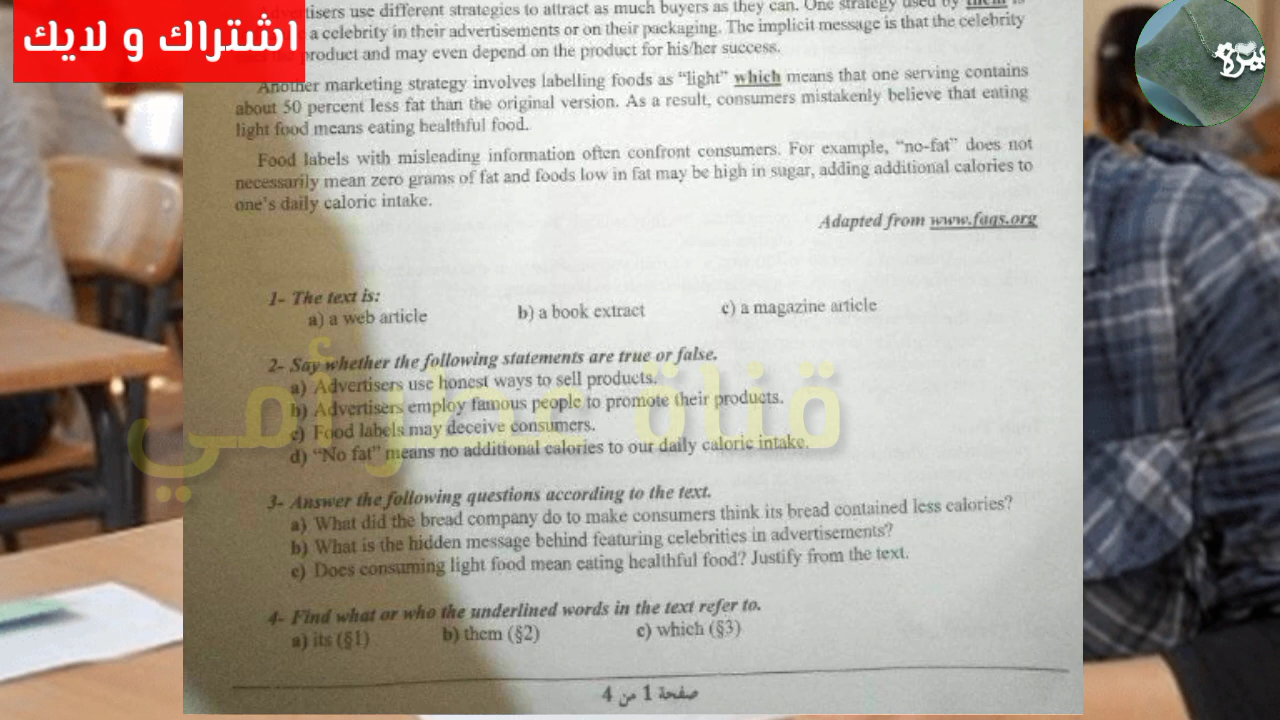 اشتراك و لايك
Advertisers use different strategies to attract as much buyers as they can. One strategy used by them is
a celebrity in their advertisements or on their packaging. The implicit message is that the celebrity
product and may even depend on the product for his/her success.
Another marketing strategy involves labelling foods as “light” which means that one serving contains
about 50 percent less fat than the original version. As a result, consumers mistakenly believe that eating
light food means eating healthful food.
Food labels with misleading information often confront consumers. For example, “no-fat” does not
necessarily mean zero grams of fat and foods low in fat may be high in sugar, adding additional calories to
one’s daily caloric intake.
Adapted from www.faqs.org
1- The text is:
a) a web article b) a book extract c) a magazine article
2- Say whether the following statements are true or false.
a) Advertisers use honest ways to sell products.
b) Advertisers employ famous people to promote their products.
c) Food labels may deceive consumers.
d) “No fat” means no additional calories to our daily caloric intake.
قناة عطر أمي
3- Answer the following questions according to the text.
a) What did the bread company do to make consumers think its bread contained less calories?
b) What is the hidden message behind featuring celebrities in advertisements?
c) Does consuming light food mean eating healthful food? Justify from the text.
4- Find what or who the underlined words in the text refer to.
a) its (§1) b) them (§2) c) which (§3)
صفحة 1 من 4